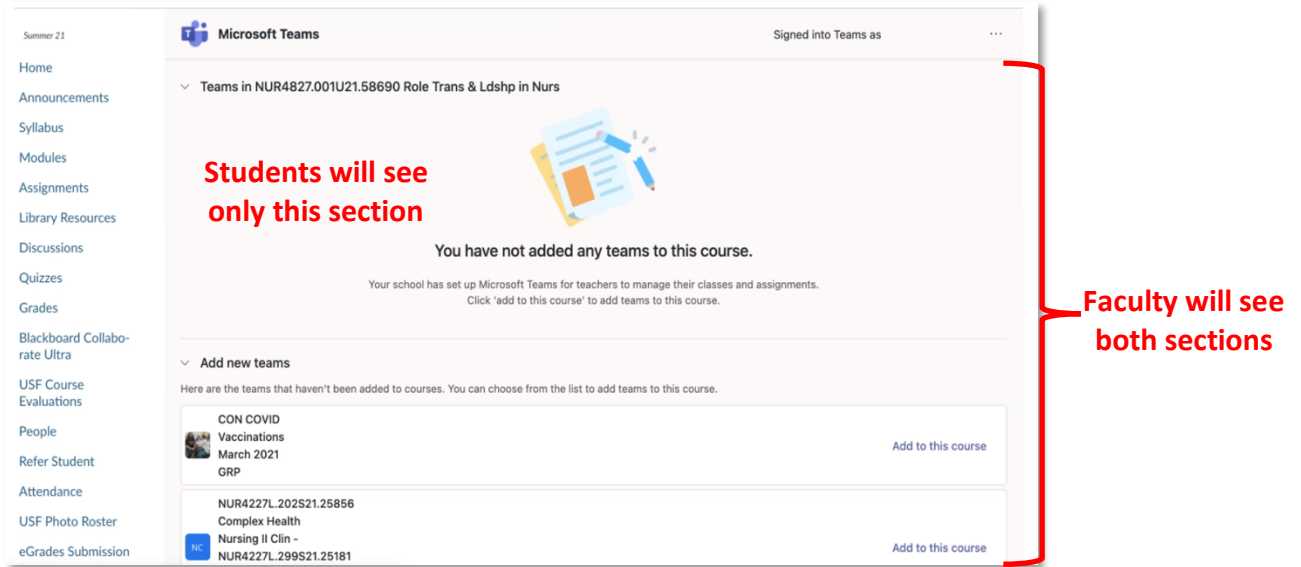 Summer 21
Home
Announcements
Syllabus
Modules
Assignments
Library Resources
Discussions
Quizzes
Grades
Blackboard Collabo-
rate Ultra
USF Course
Evaluations
People
Refer Student
Attendance
USF Photo Roster
eGrades Submission
Microsoft Teams
Signed into Teams as
...
Teams in NUR4827.001U21.58690 Role Trans & Ldshp in Nurs
Students will see
only this section
You have not added any teams to this course.
Your school has set up Microsoft Teams for teachers to manage their classes and assignments.
Click 'add to this course' to add teams to this course.
Add new teams
Here are the teams that haven't been added to courses. You can choose from the list to add teams to this course.
CON COVID
Vaccinations
March 2021
GRP
Add to this course
NC
NUR4227L.202S21.25856
Complex Health
Nursing II Clin -
NUR4227L.299S21.25181
Add to this course
Faculty will see
both sections